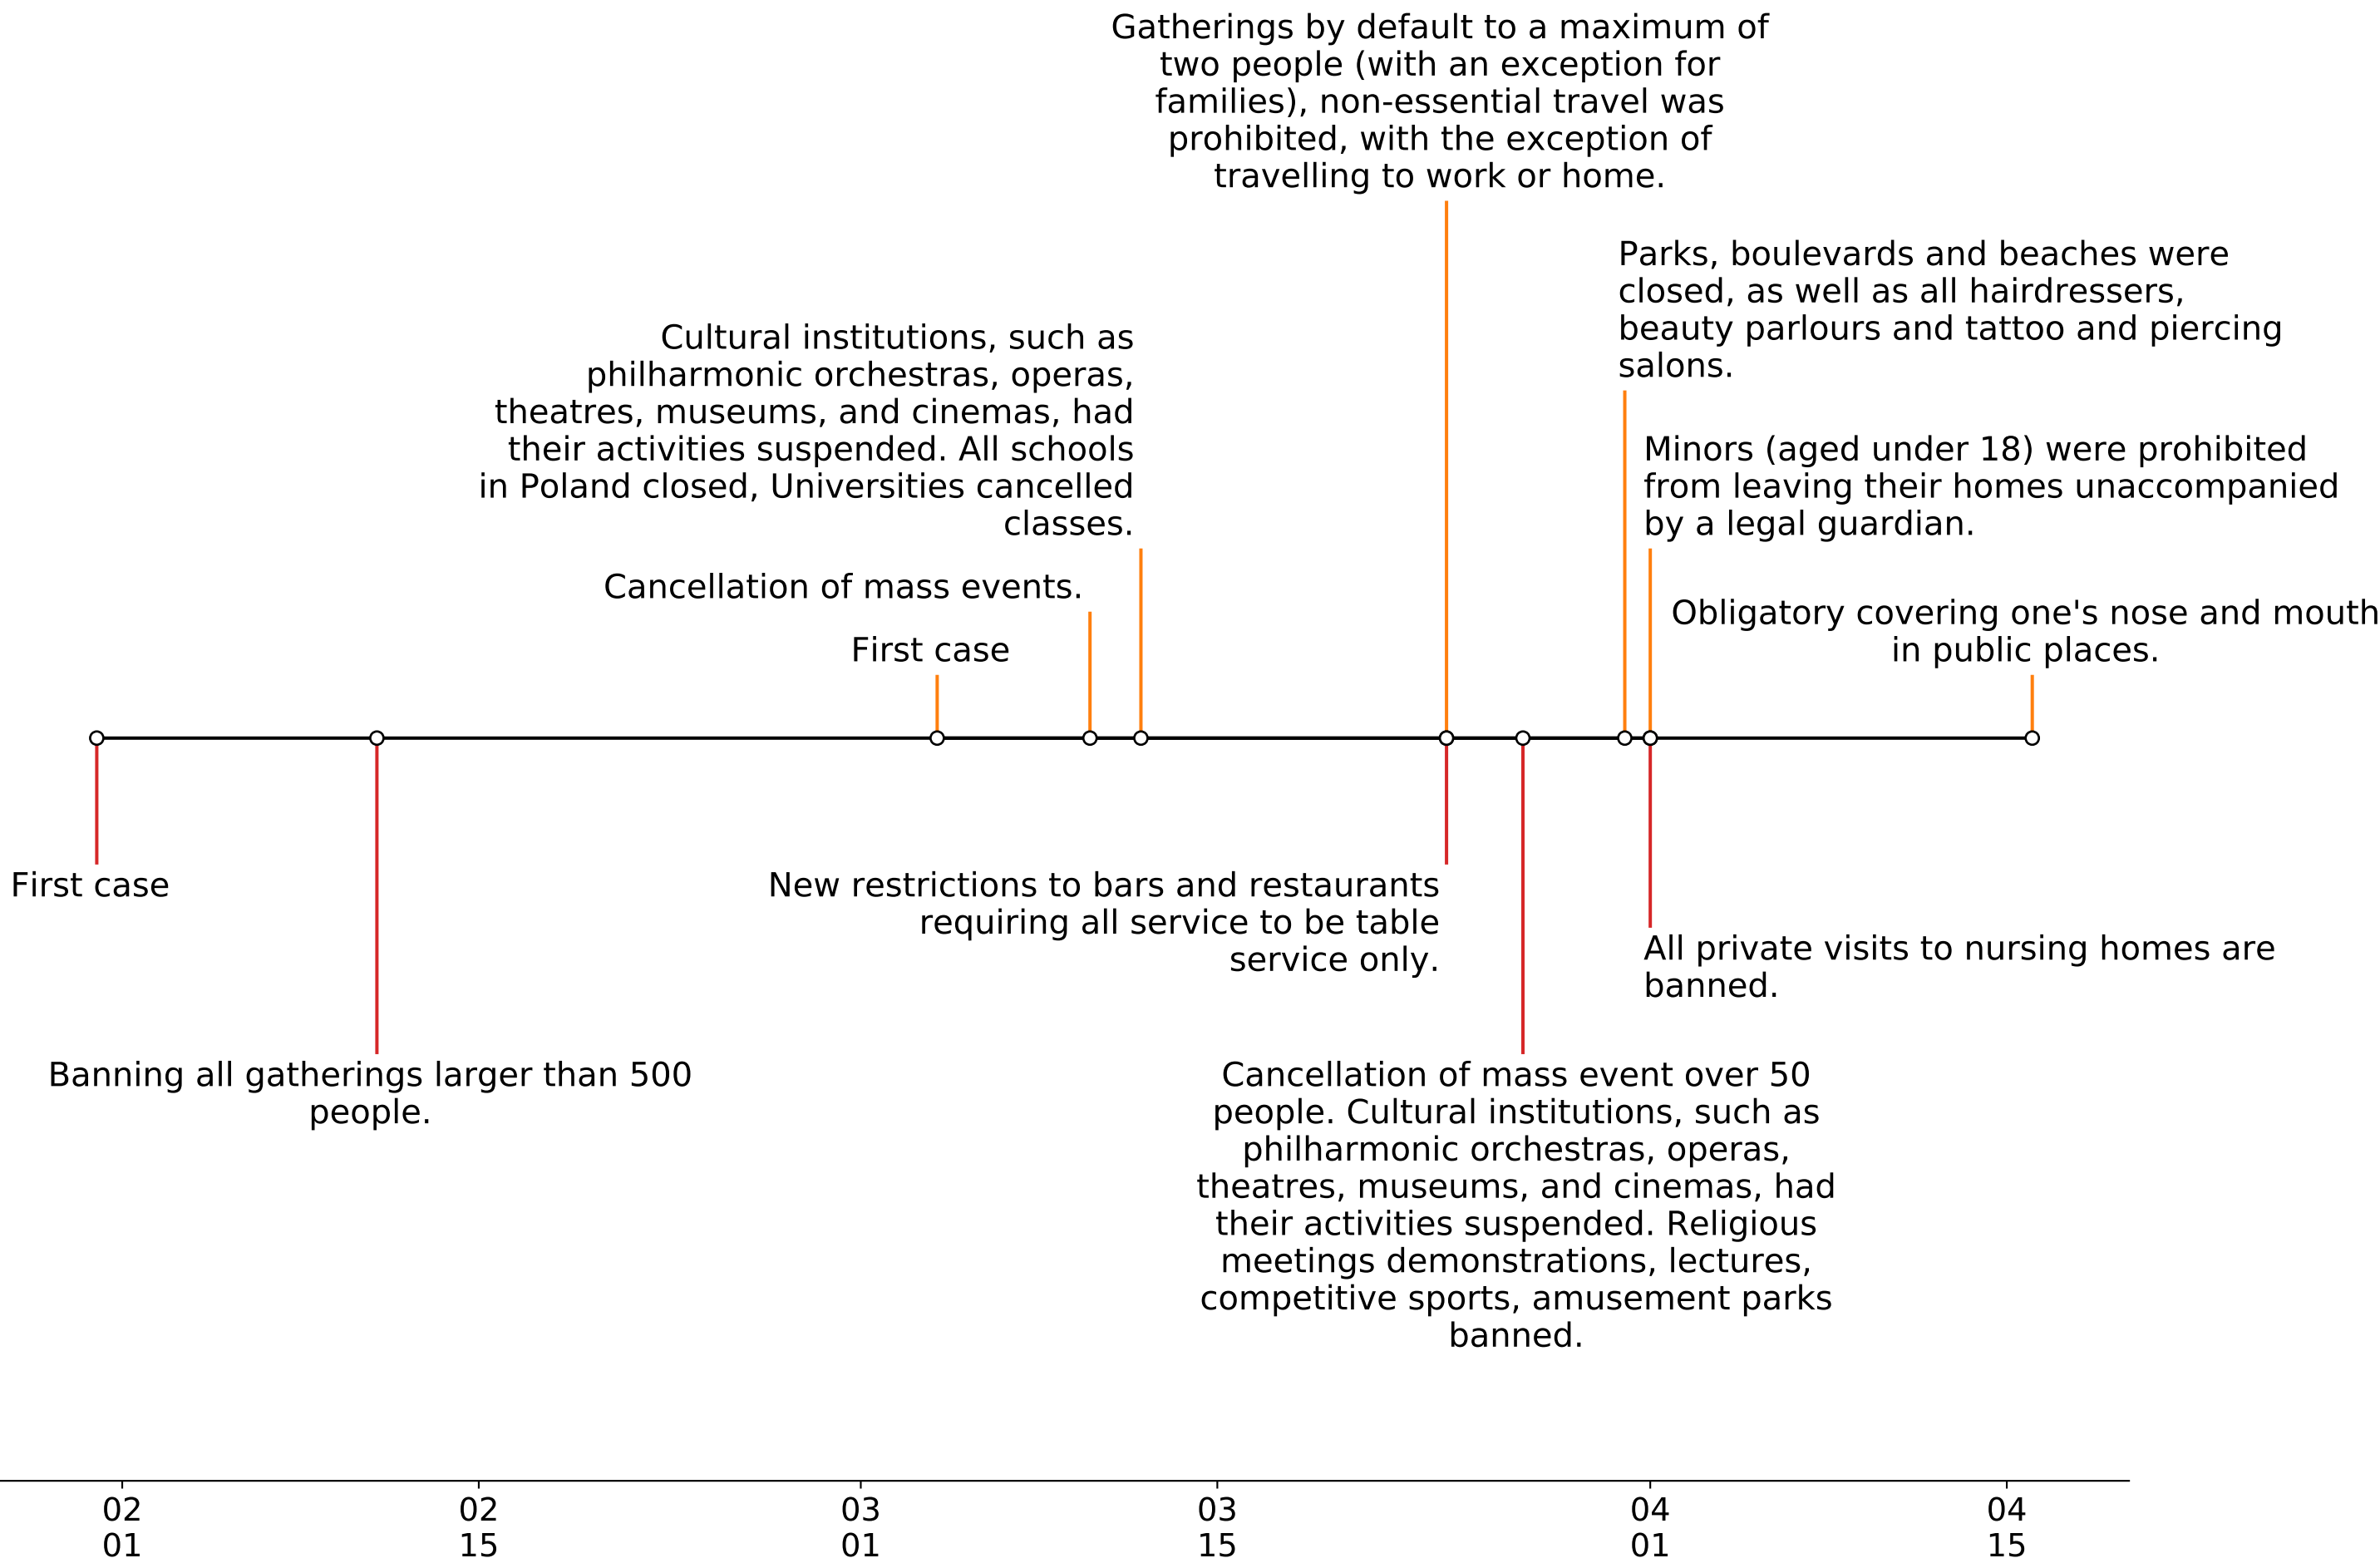 Gatherings by default to a maximum of
two people (with an exception for
families), non-essential travel was
prohibited, with the exception of
travelling to work or home.
Parks, boulevards and beaches were
closed, as well as all hairdressers,
beauty parlours and tattoo and piercing
salons.
Cultural institutions, such as
philharmonic orchestras, operas,
theatres, museums, and cinemas, had
their activities suspended. All schools
in Poland closed, Universities cancelled
classes.
Minors (aged under 18) were prohibited
from leaving their homes unaccompanied
by a legal guardian.
Cancellation of mass events.
First case
Obligatory covering one's nose and mouth
in public places.
First case
New restrictions to bars and restaurants
requiring all service to be table
service only.
All private visits to nursing homes are
banned.
Banning all gatherings larger than 500
people.
Cancellation of mass event over 50
people. Cultural institutions, such as
philharmonic orchestras, operas,
theatres, museums, and cinemas, had
their activities suspended. Religious
meetings demonstrations, lectures,
competitive sports, amusement parks
banned.
02 02 03 03 04 04
01 15 01 15 01 15